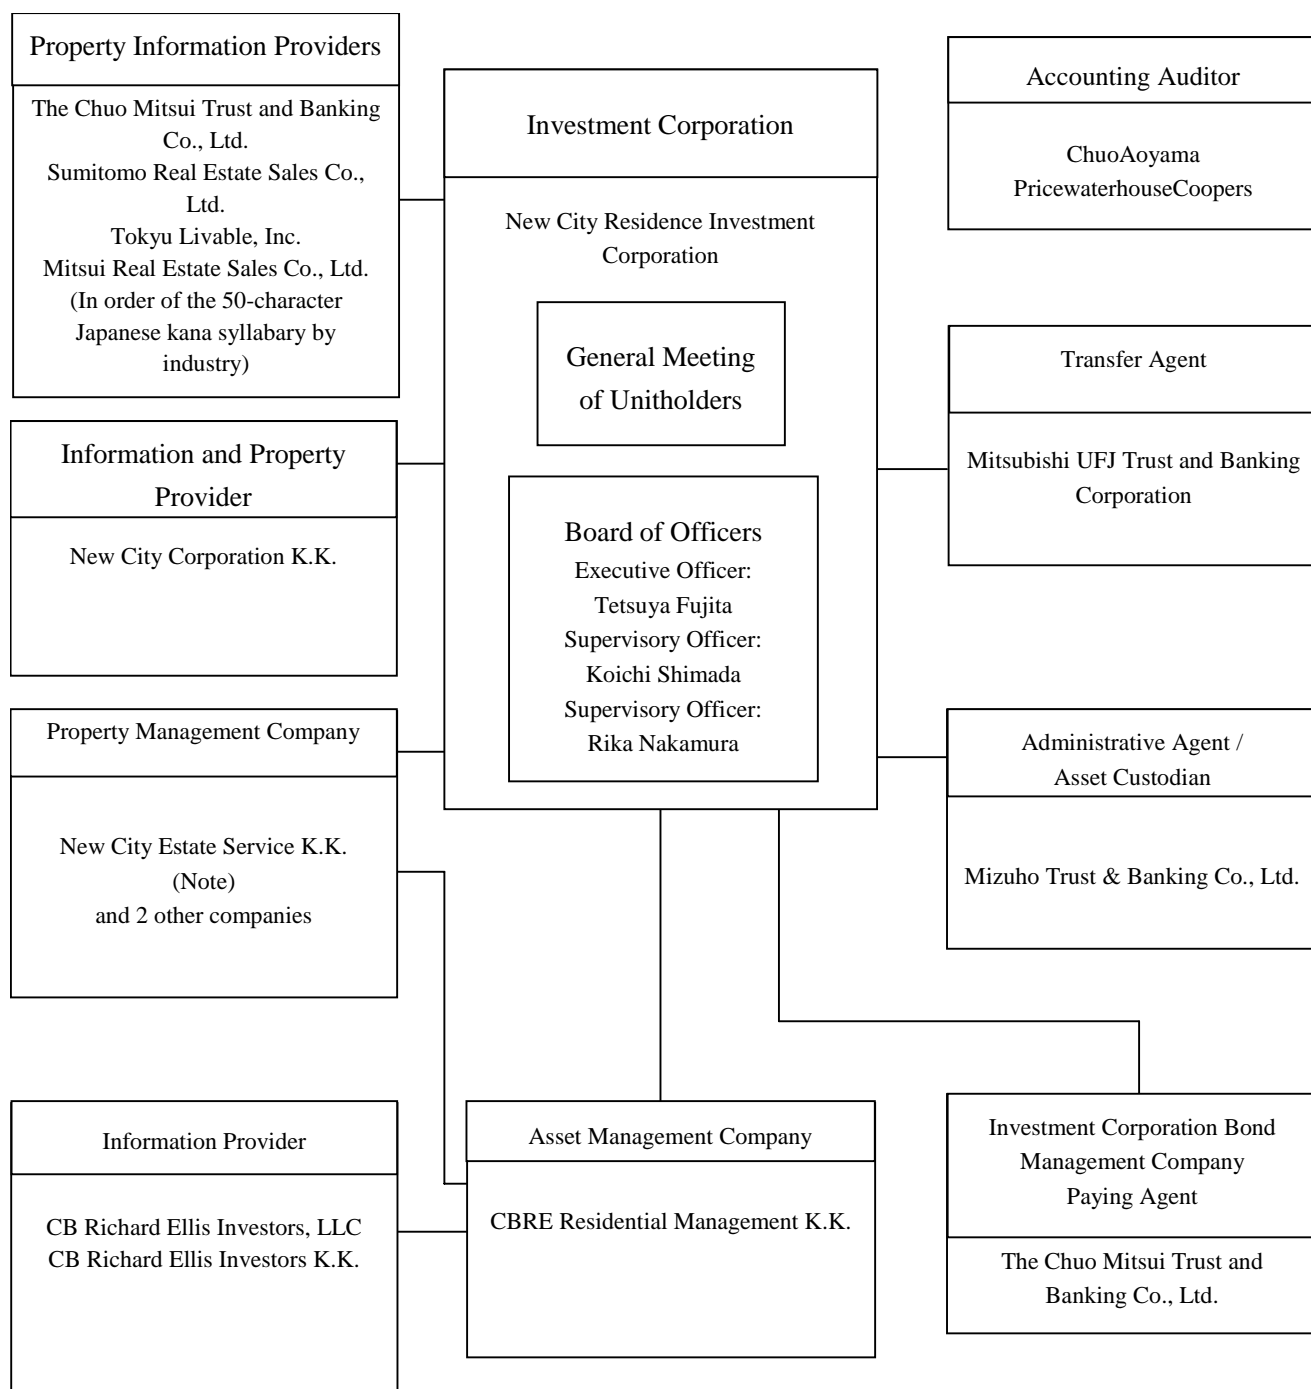 Property Information Providers
The Chuo Mitsui Trust and Banking
Co., Ltd.
Sumitomo Real Estate Sales Co.,
Ltd.
Tokyu Livable, Inc.
Mitsui Real Estate Sales Co., Ltd.
(In order of the 50-character
Japanese kana syllabary by
industry)
Information and Property
Provider
New City Corporation K.K.
Property Management Company
New City Estate Service K.K.
(Note)
and 2 other companies
Information Provider
CB Richard Ellis Investors, LLC
CB Richard Ellis Investors K.K.
Investment Corporation
New City Residence Investment
Corporation
General Meeting
of Unitholders
Board of Officers
Executive Officer:
Tetsuya Fujita
Supervisory Officer:
Koichi Shimada
Supervisory Officer:
Rika Nakamura
Asset Management Company
CBRE Residential Management K.K.
Accounting Auditor
ChuoAoyama
PricewaterhouseCoopers
Transfer Agent
Mitsubishi UFJ Trust and Banking
Corporation
Administrative Agent /
Asset Custodian
Mizuho Trust & Banking Co., Ltd.
Investment Corporation Bond
Management Company
Paying Agent
The Chuo Mitsui Trust and
Banking Co., Ltd.